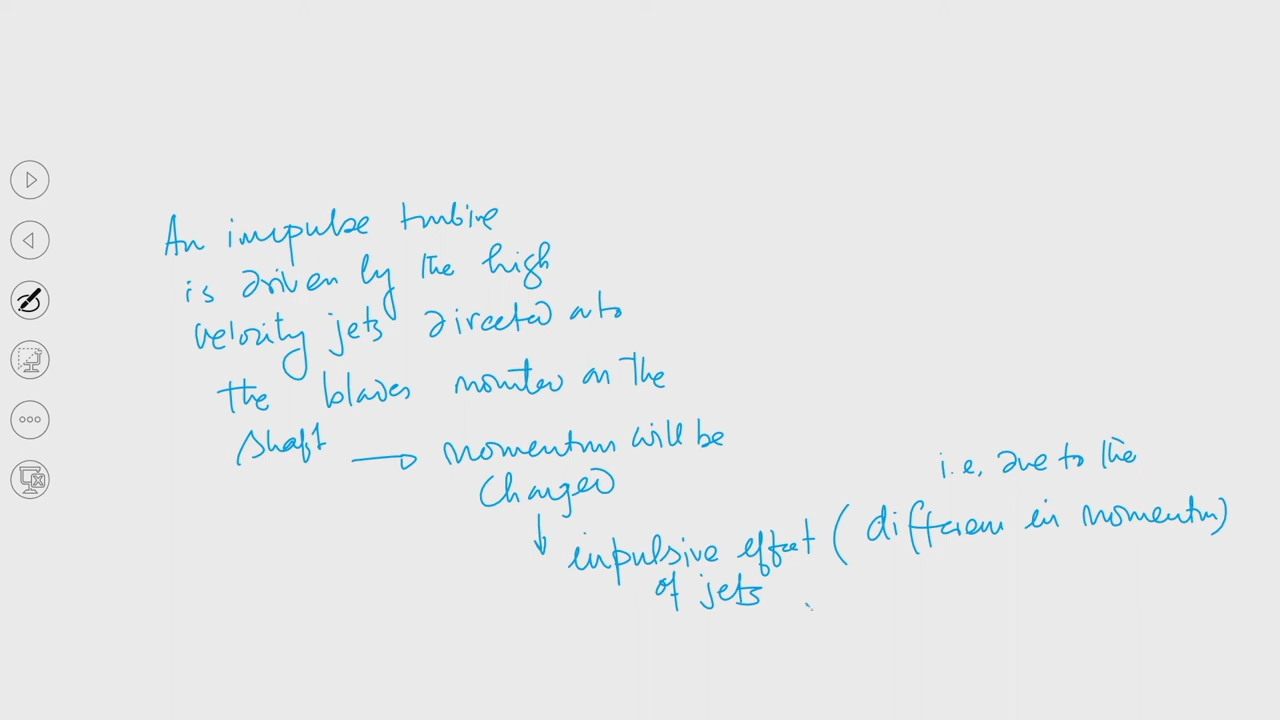 An impulse turbine
is driven by the high
velocity jets directed onto
the blades mounted on the
shaft → momentum will be
changed
↓
i.e. due to the
impulsive effect ( difference in momentum)
of jets